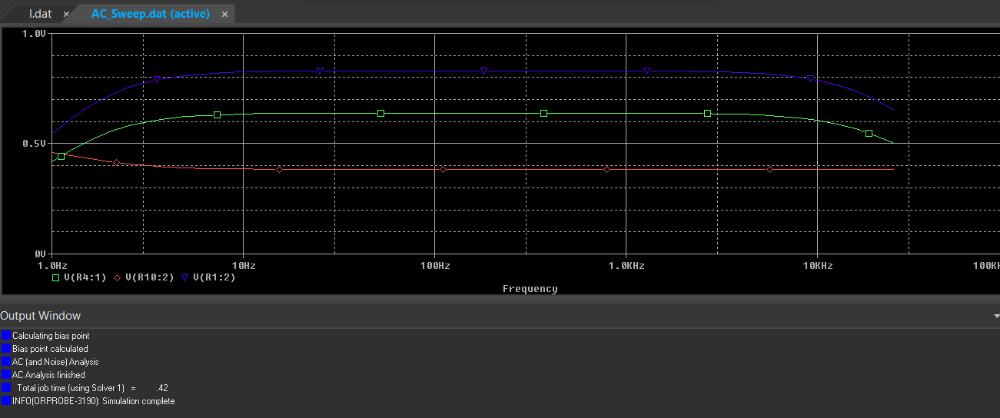 I.dat × AC_Sweep.dat (active) ×
1.0V
0.5V
0V
1.0Hz 10Hz 100Hz 1.0KHz 10KHz 100K
V(R4:1) V(R10:2) V(R1:2)
Frequency
Output Window
Calculating bias point
Bias point calculated
AC (and Noise) Analysis
AC Analysis finished
Total job time (using Solver 1) = .42
INFO(ORPROBE-3190): Simulation complete